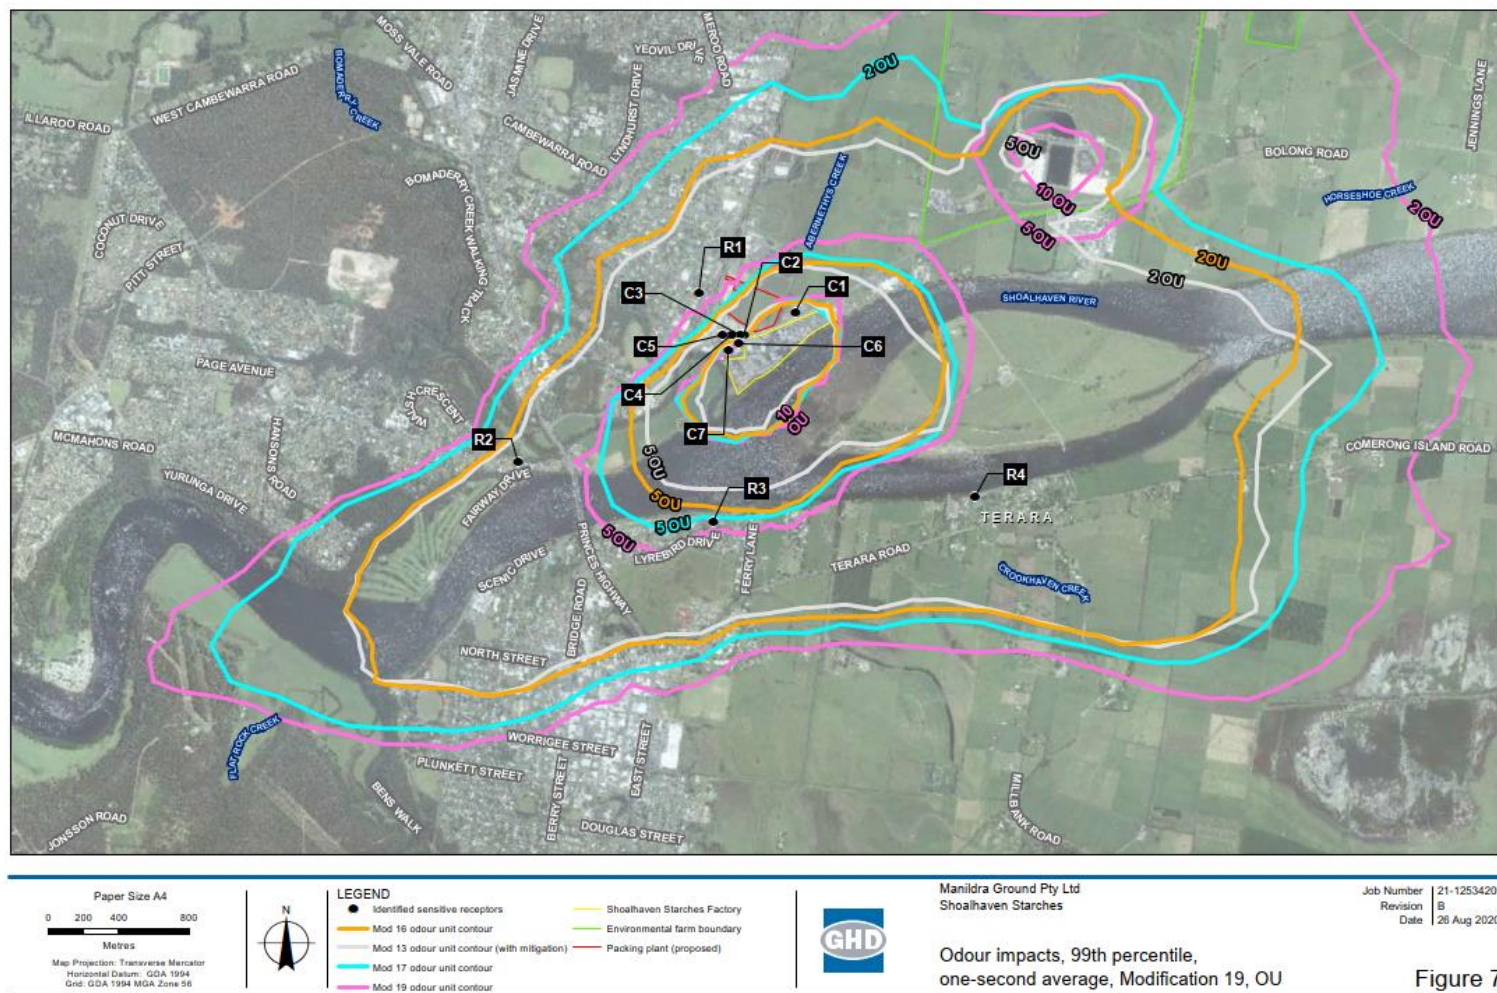 MOSS VALE ROAD
JASMINE DRIVE
MEROO ROAD
YEOVIL DRIVE
LYNDHURST DRIVE
CAMBEWARRA ROAD
WEST CAMBEWARRA ROAD
ILLAROO ROAD
BOMADERRY CREEK
BOMADERRY CREEK WALKING TRACK
COCONUT DRIVE
PITT STREET
PAGE AVENUE
WALSH CRESCENT
HANSONS ROAD
MCMAHONS ROAD
YURUNGA DRIVE
2 OU
5 OU
10 OU
5 OU
BOLONG ROAD
JENNINGS LANE
HORSESHOE CREEK
2 OU
ABERNETHYS CREEK
R1
C2
C3
C1
C5
C6
C4
C7
R2
R3
R4
SHOALHAVEN RIVER
2OU
2 OU
10 OU
5 OU
5OU
5 OU
5 OU
COMERONG ISLAND ROAD
TERARA
FAIRWAY DRIVE
SCENIC DRIVE
PRINCES HIGHWAY
LYREBIRD DRIVE
FERRY LANE
TERARA ROAD
CROOKHAVEN CREEK
BRIDGE ROAD
NORTH STREET
WORRIGEE STREET
PLUNKETT STREET
EAST STREET
BERRY STREET
DOUGLAS STREET
BENS WALK
FLAT ROCK CREEK
JONSSON ROAD
MILLBANK ROAD
Paper Size A4
0 200 400 800
Metres
Map Projection: Transverse Mercator
Horizontal Datum: GDA 1994
Grid: GDA 1994 MGA Zone 56
N
LEGEND
Identified sensitive receptors
Mod 16 odour unit contour
Mod 13 odour unit contour (with mitigation)
Mod 17 odour unit contour
Mod 19 odour unit contour
Shoalhaven Starches Factory
Environmental farm boundary
Packing plant (proposed)
GHD
Manildra Ground Pty Ltd
Shoalhaven Starches
Odour impacts, 99th percentile,
one-second average, Modification 19, OU
Job Number 21-1253420
Revision B
Date 26 Aug 2020
Figure 7